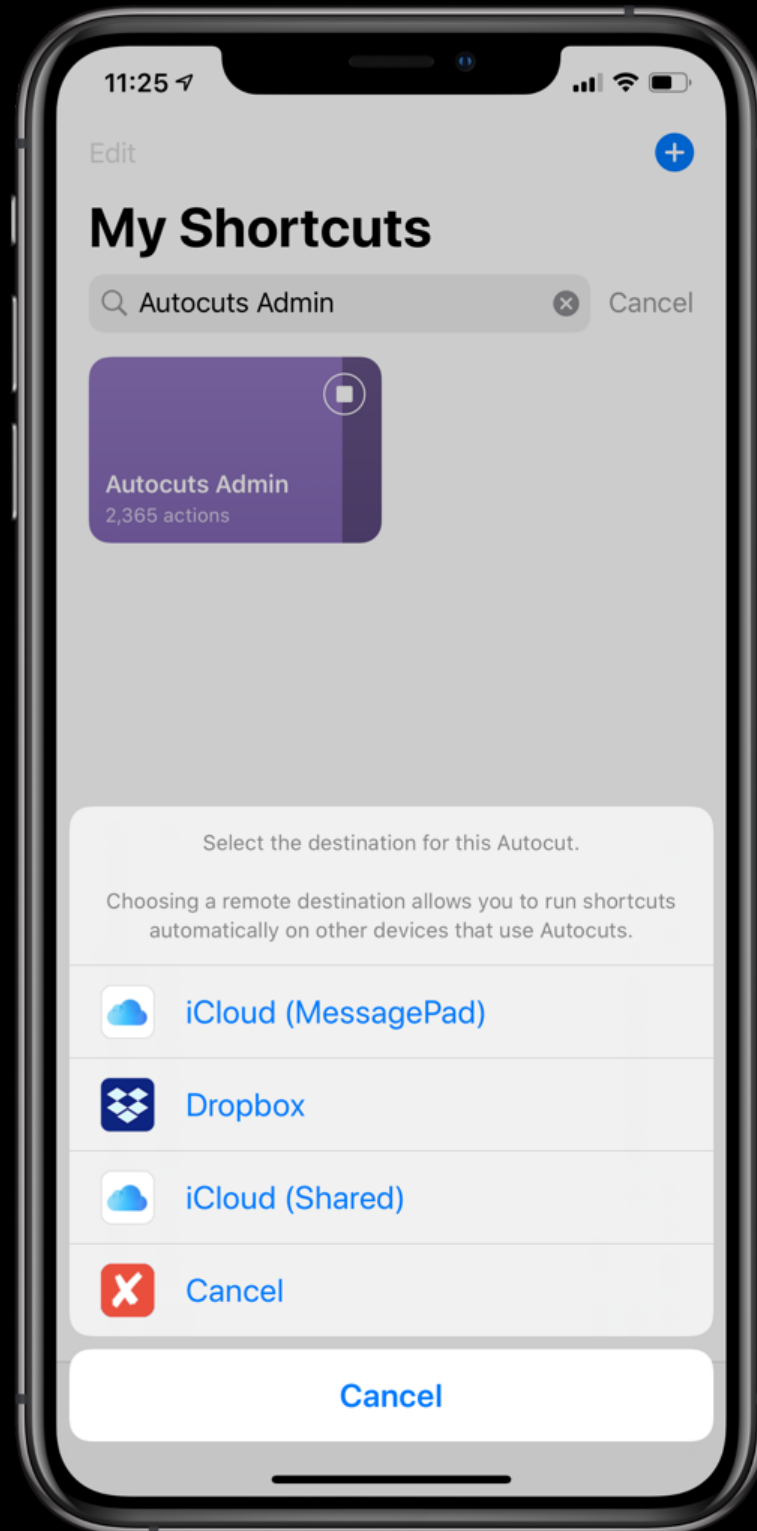 11:25
Edit
My Shortcuts
Autocuts Admin
Cancel
Autocuts Admin
2,365 actions
Select the destination for this Autocut.
Choosing a remote destination allows you to run shortcuts
automatically on other devices that use Autocuts.
iCloud (MessagePad)
Dropbox
iCloud (Shared)
Cancel
Cancel